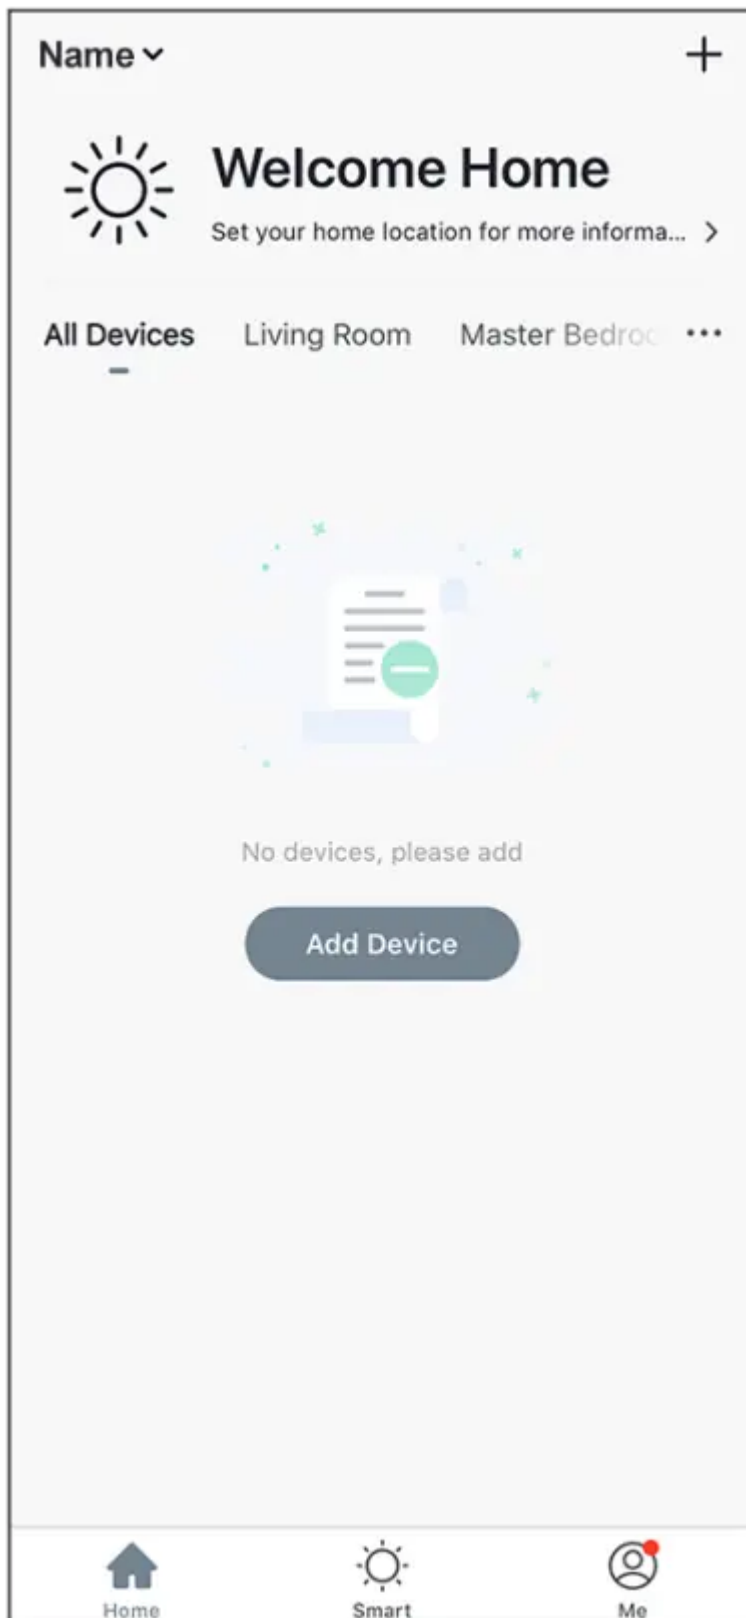 Name
Welcome Home
Set your home location for more informa...
All Devices Living Room Master Bedroo
No devices, please add
Add Device
Home Smart Me